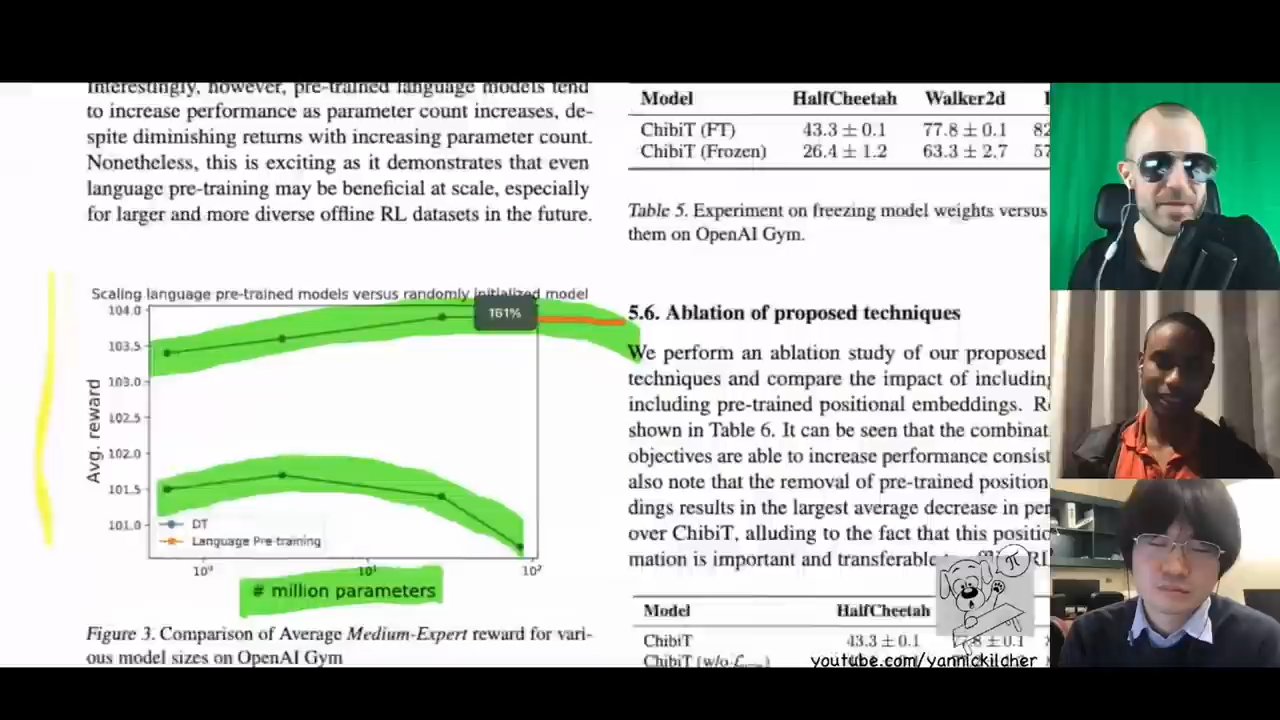 Interestingly, however, pre-trained language models tend
to increase performance as parameter count increases, de-
spite diminishing returns with increasing parameter count.
Nonetheless, this is exciting as it demonstrates that even
language pre-training may be beneficial at scale, especially
for larger and more diverse offline RL datasets in the future.
Scaling language pre-trained models versus randomly initialized model
161%
104.0
103.5
103.0
102.5
102.0
101.5
101.0
Avg. reward
DT
Language Pre-training
10⁰ 10¹ 10²
# million parameters
Figure 3. Comparison of Average Medium-Expert reward for vari-
ous model sizes on OpenAI Gym
Model HalfCheetah Walker2d
ChibiT (FT) 43.3 ± 0.1 77.8 ± 0.1 82
ChibiT (Frozen) 26.4 ± 1.2 63.3 ± 2.7 57
Table 5. Experiment on freezing model weights versus
them on OpenAI Gym.
5.6. Ablation of proposed techniques
We perform an ablation study of our proposed
techniques and compare the impact of including
including pre-trained positional embeddings.
shown in Table 6. It can be seen that the combinat
objectives are able to increase performance consist
also note that the removal of pre-trained position
dings results in the largest average decrease in per
over ChibiT, alluding to the fact that this positio
mation is important and transferable
π
Model HalfCheetah
ChibiT 43.3 ± 0.1
ChibiT (w/o
youtube.com/yannickilcher